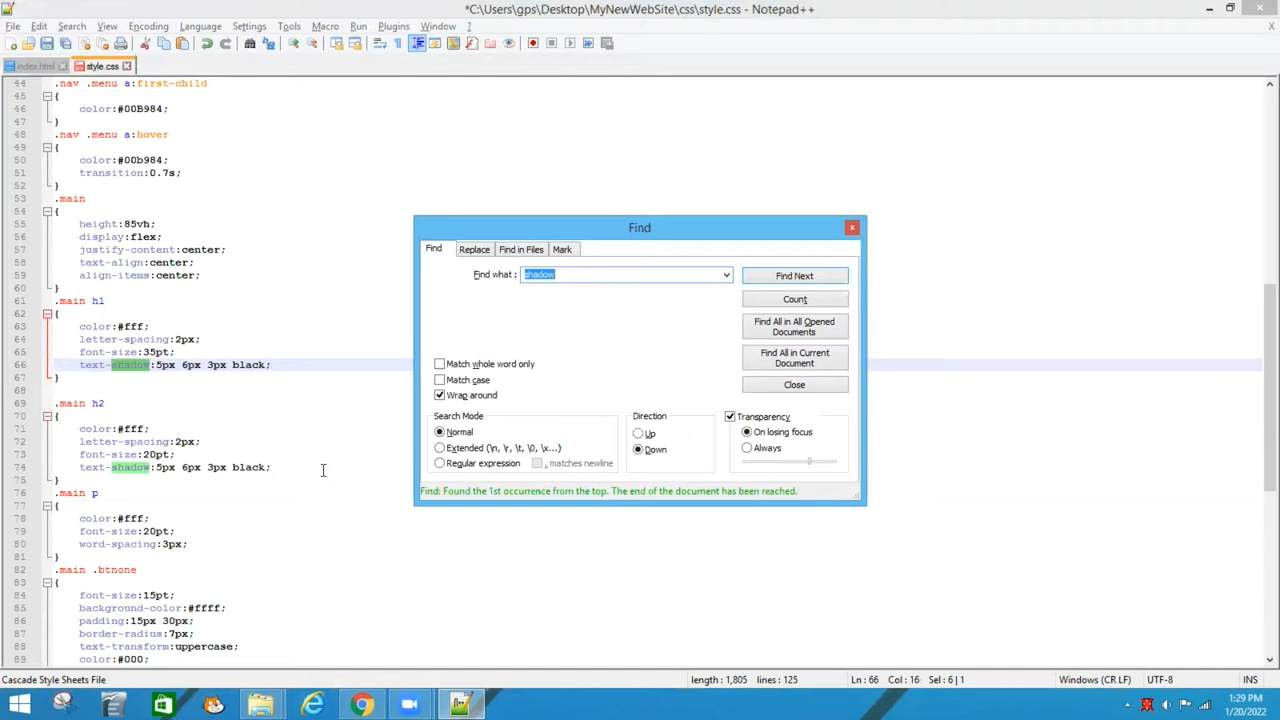 *C:\Users\gps\Desktop\MyNewWebSite\css\style.css - Notepad++
File Edit Search View Encoding Language Settings Tools Macro Run Plugins Window ?
index.html style.css
44 .nav .menu a:first-child
45 {
46 color:#00B984;
47 }
48 .nav .menu a:hover
49 {
50 color:#00b984;
51 transition:0.7s;
52 }
53 .main
54 {
55 height:85vh;
56 display:flex;
57 justify-content:center;
58 text-align:center;
59 align-items:center;
60 }
61 .main h1
62 {
63 color:#fff;
64 letter-spacing:2px;
65 font-size:35pt;
66 text-shadow:5px 6px 3px black;
67 }
68
69 .main h2
70 {
71 color:#fff;
72 letter-spacing:2px;
73 font-size:20pt;
74 text-shadow:5px 6px 3px black;
75 }
76 .main p
77 {
78 color:#fff;
79 font-size:20pt;
80 word-spacing:3px;
81 }
82 .main .btnone
83 {
84 font-size:15pt;
85 background-color:#ffff;
86 padding:15px 30px;
87 border-radius:7px;
88 text-transform:uppercase;
89 color:#000;
Find
Find Replace Find in Files Mark
Find what : shadow
Find Next
Count
Find All in All Opened Documents
Find All in Current Document
Close
Match whole word only
Match case
Wrap around
Search Mode
Normal
Extended (\n, \r, \t, \0, \x...)
Regular expression . matches newline
Direction
Up
Down
Transparency
On losing focus
Always
Find: Found the 1st occurrence from the top. The end of the document has been reached.
Cascade Style Sheets File length : 1,805 lines : 125 Ln : 66 Col : 16 Sel : 6 | 1 Windows (CR LF) UTF-8 INS
1:29 PM
1/20/2022